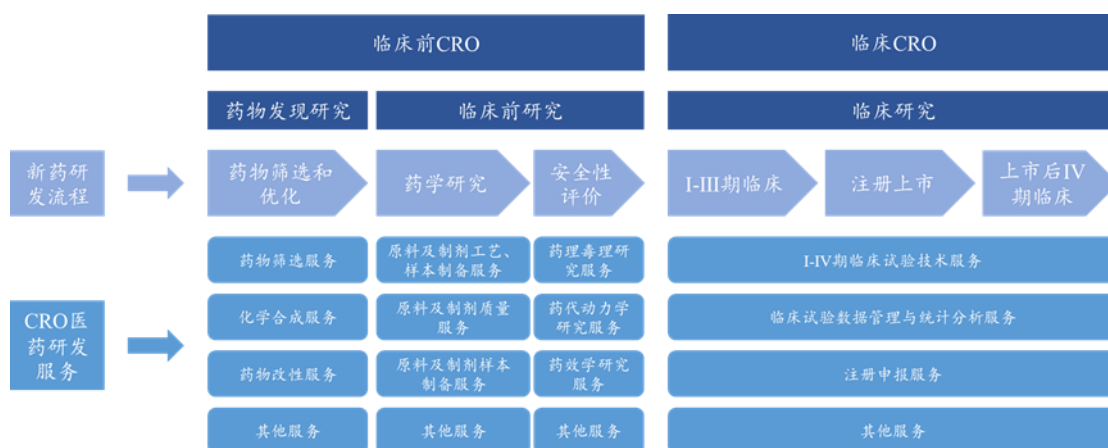 临床前CRO
临床CRO
药物发现研究
临床前研究
临床研究
新药研
发流程
药物筛选和
优化
药学研究
安全性
评价
I-III期临床
注册上市
上市后IV
期临床
CRO医
药研发
服务
药物筛选服务
原料及制剂工艺、
样本制备服务
药理毒理研
究服务
I-IV期临床试验技术服务
化学合成服务
原料及制剂质量
服务
药代动力学
研究服务
临床试验数据管理与统计分析服务
药物改性服务
原料及制剂样本
制备服务
药效学研究
服务
注册申报服务
其他服务
其他服务
其他服务
其他服务